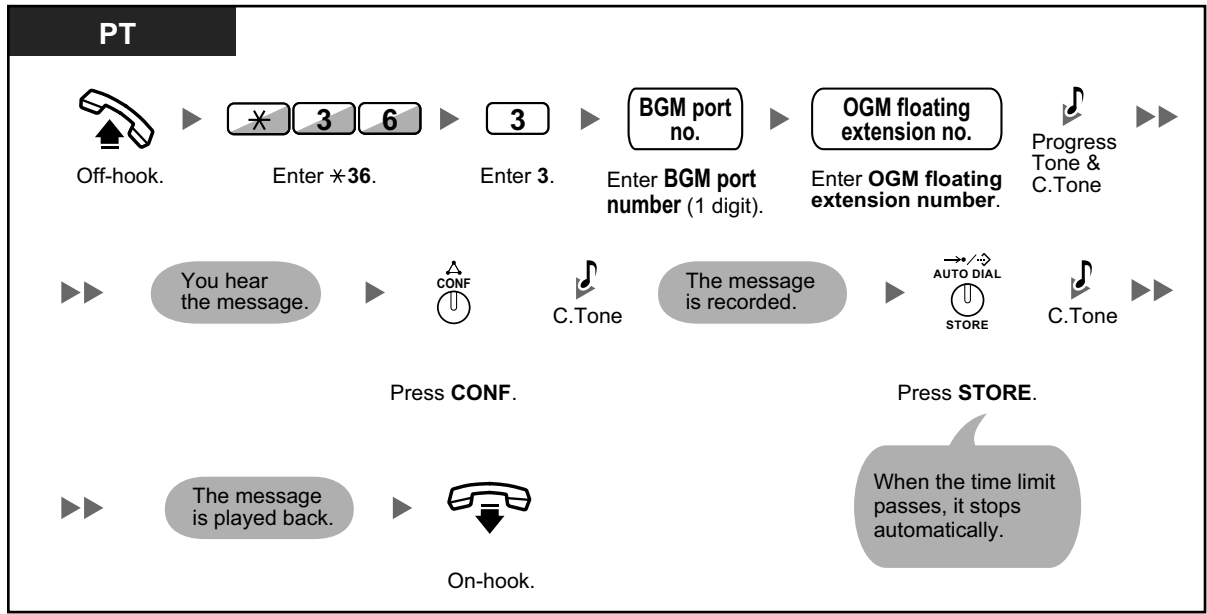 PT
✳ 3 6
3
BGM port
no.
OGM floating
extension no.
Off-hook.
Enter ✳36.
Enter 3.
Enter BGM port
number (1 digit).
Enter OGM floating
extension number.
Progress
Tone &
C.Tone
You hear
the message.
CONF
C.Tone
The message
is recorded.
AUTO DIAL
STORE
C.Tone
Press CONF.
Press STORE.
When the time limit
passes, it stops
automatically.
The message
is played back.
On-hook.